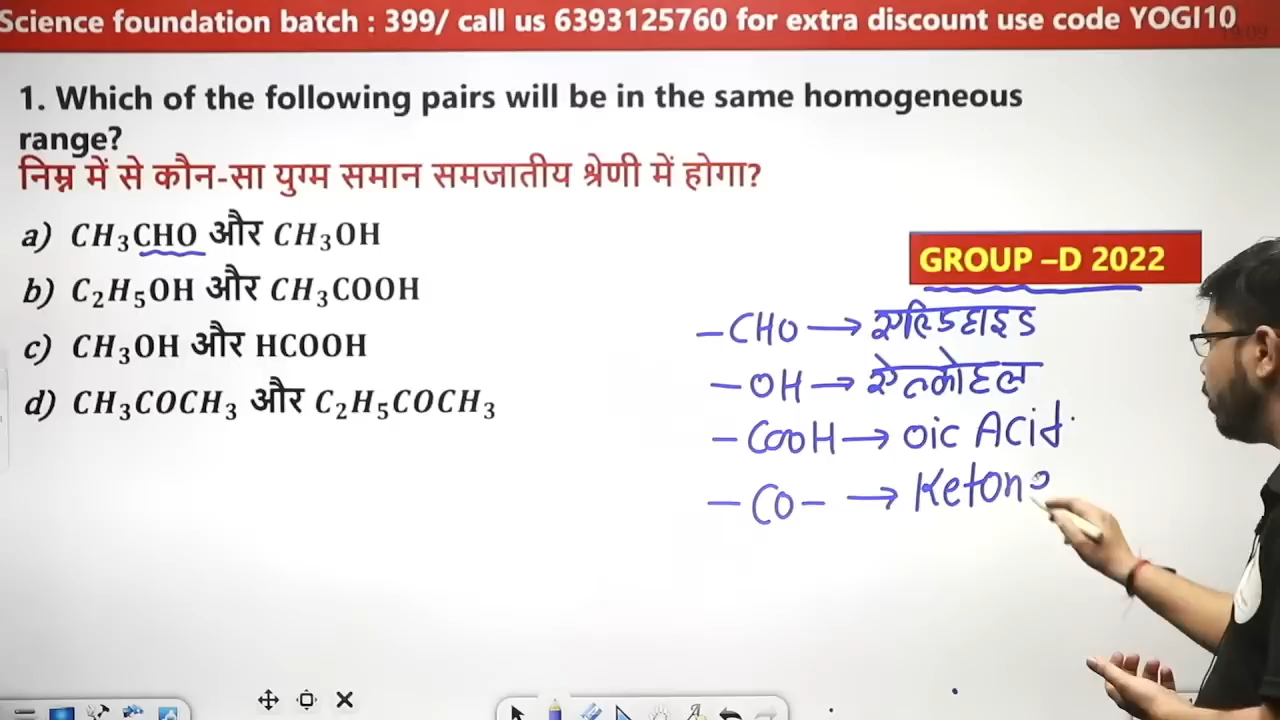 Science foundation batch : 399/ call us 6393125760 for extra discount use code YOGI10
1. Which of the following pairs will be in the same homogeneous
range?
निम्न में से कौन-सा युग्म समान समजातीय श्रेणी में होगा?
a) CH₃CHO और CH₃OH
b) C₂H₅OH और CH₃COOH
c) CH₃OH और HCOOH
d) CH₃COCH₃ और C₂H₅COCH₃
GROUP –D 2022
– CHO → एल्डिहाइड
– OH → ऐल्कोहल
– COOH → oic Acid
– CO – → Ketone